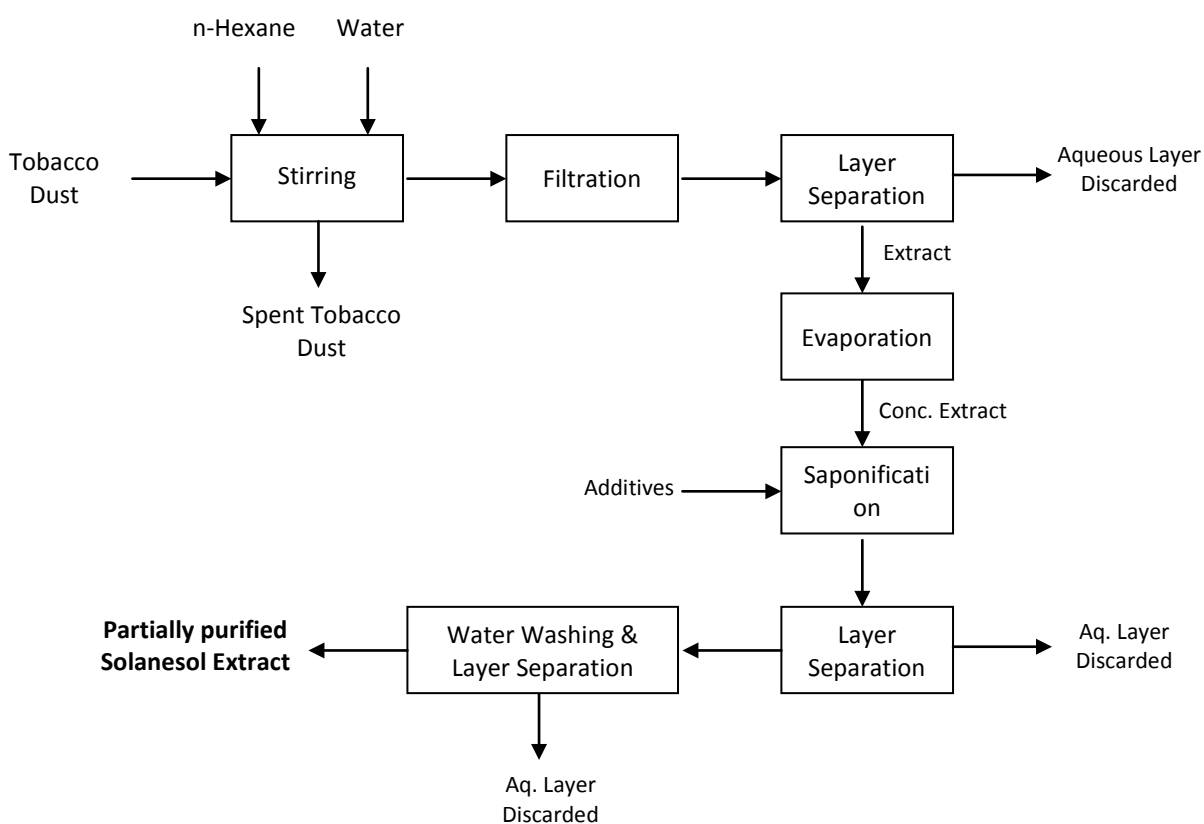 n-Hexane
Water
Tobacco
Dust
Stirring
Filtration
Layer
Separation
Aqueous Layer
Discarded
Spent Tobacco
Dust
Extract
Evaporation
Conc. Extract
Additives
Saponificati
on
Partially purified
Solanesol Extract
Water Washing &
Layer Separation
Layer
Separation
Aq. Layer
Discarded
Aq. Layer
Discarded